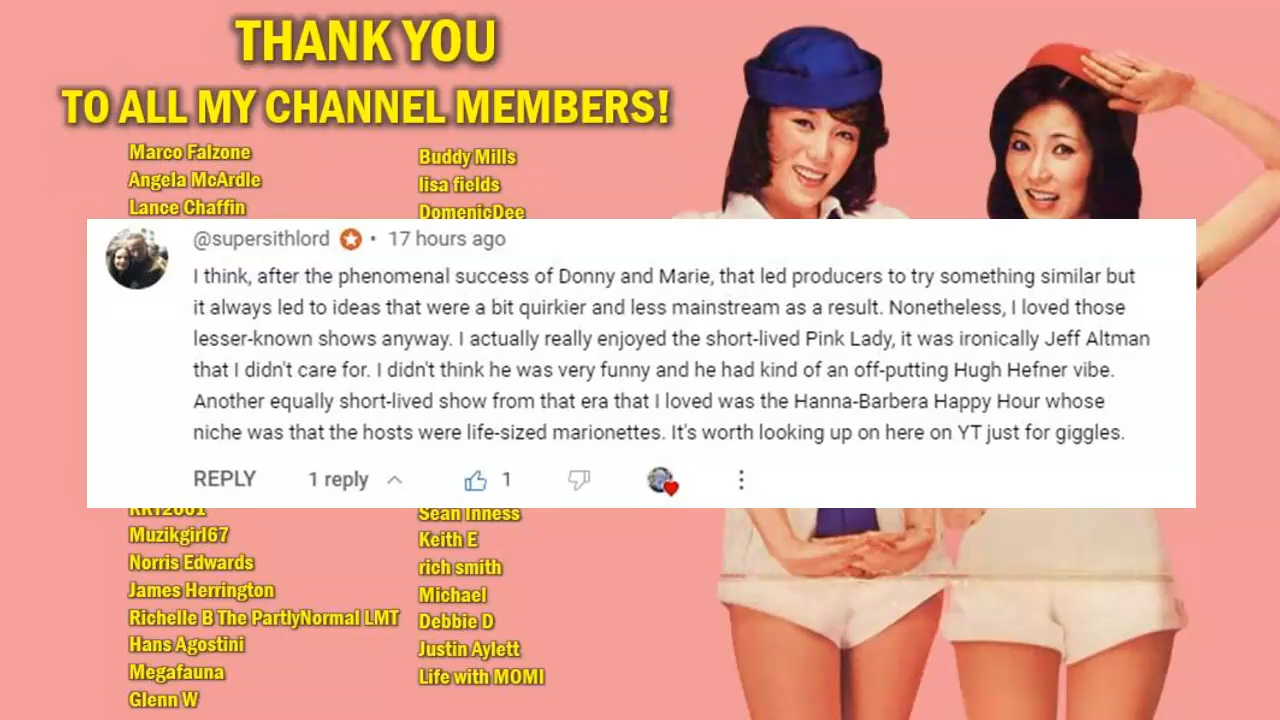 THANK YOU
TO ALL MY CHANNEL MEMBERS!
Marco Falzone
Angela McArdle
Lance Chaffin
Buddy Mills
lisa fields
DomenicDee
@supersithlord • 17 hours ago
I think, after the phenomenal success of Donny and Marie, that led producers to try something similar but
it always led to ideas that were a bit quirkier and less mainstream as a result. Nonetheless, I loved those
lesser-known shows anyway. I actually really enjoyed the short-lived Pink Lady, it was ironically Jeff Altman
that I didn't care for. I didn't think he was very funny and he had kind of an off-putting Hugh Hefner vibe.
Another equally short-lived show from that era that I loved was the Hanna-Barbera Happy Hour whose
niche was that the hosts were life-sized marionettes. It's worth looking up on here on YT just for giggles.
REPLY 1 reply 1
RRT2001
Muzikgirl67
Norris Edwards
James Herrington
Richelle B The PartlyNormal LMT
Hans Agostini
Megafauna
Glenn W
Sean Inness
Keith E
rich smith
Michael
Debbie D
Justin Aylett
Life with MOMI